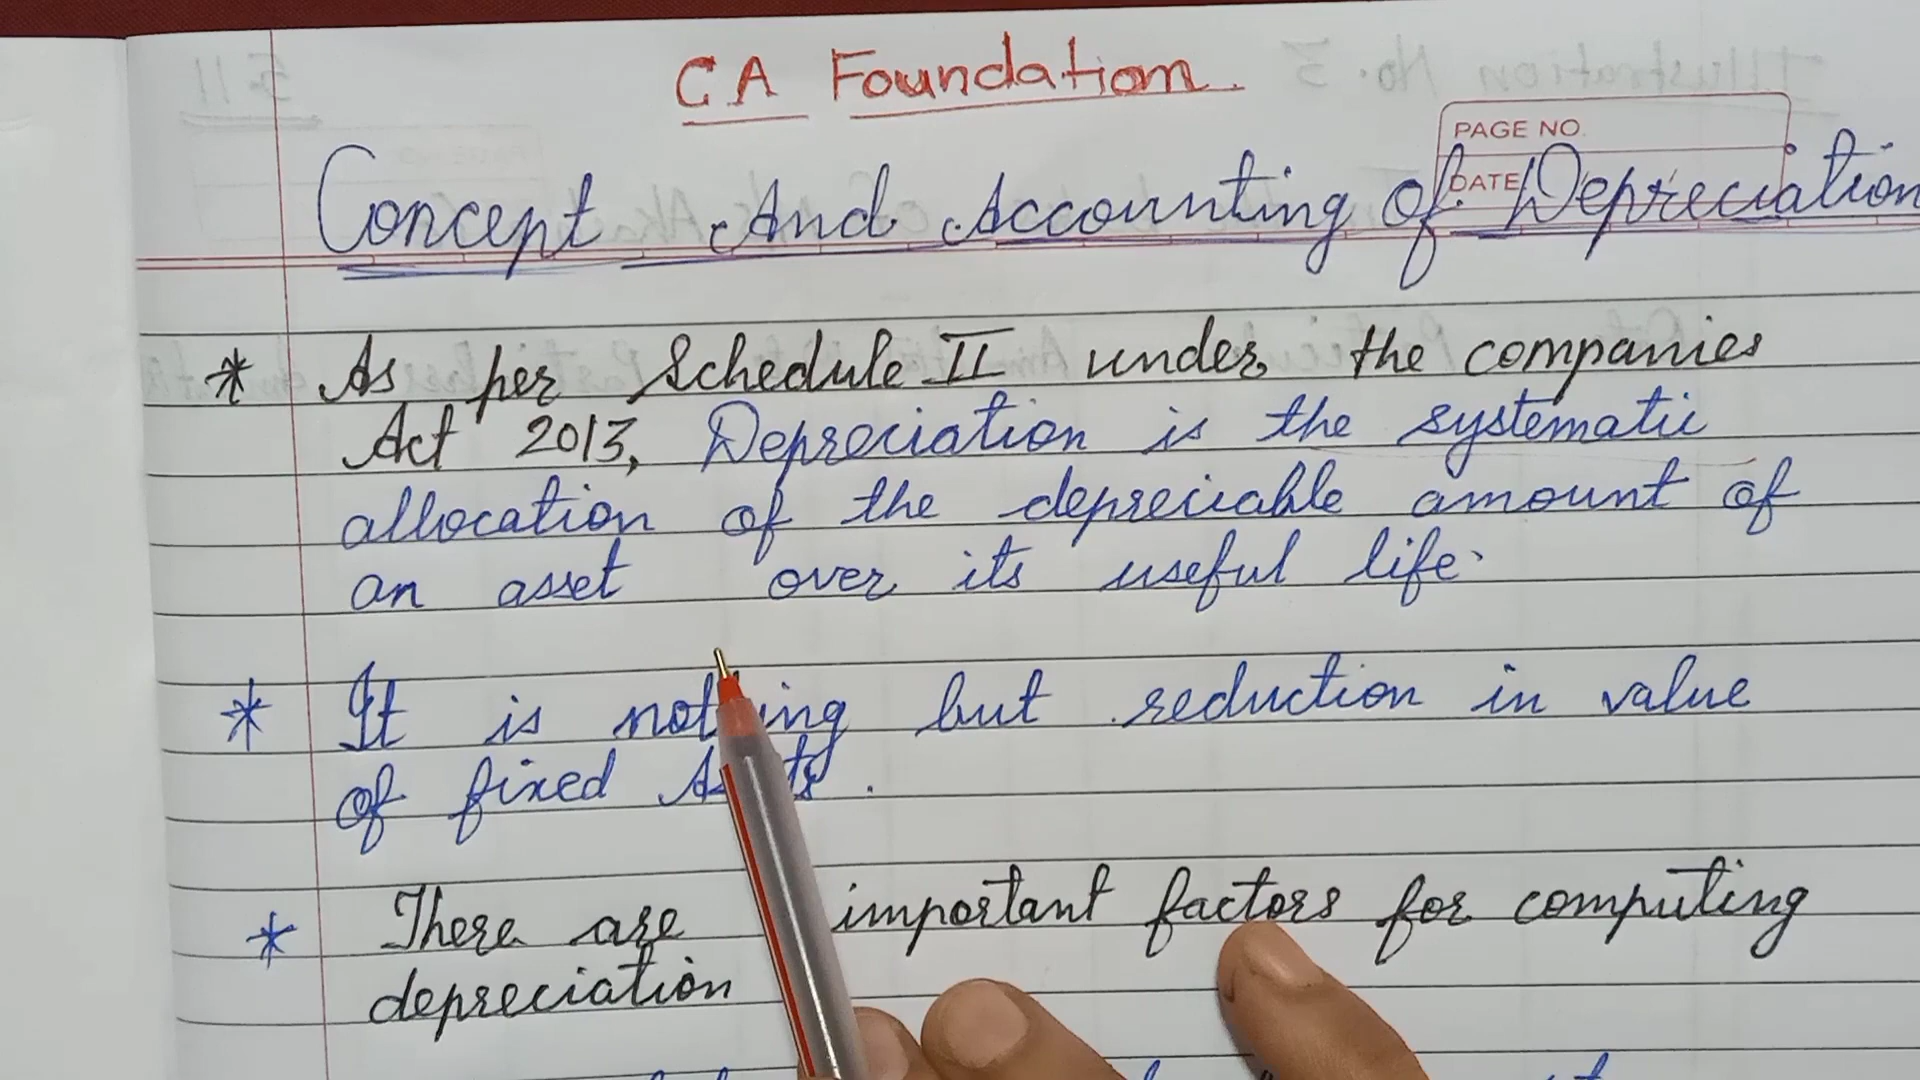 CA Foundation.
PAGE NO.
DATE
Concept And Accounting of Depreciation
* As per Schedule II under the companies
Act 2013, Depreciation is the systematic
allocation of the depreciable amount of
an asset over its useful life.
* It is nothing but reduction in value
of fixed Assets.
* There are important factors for computing
depreciation